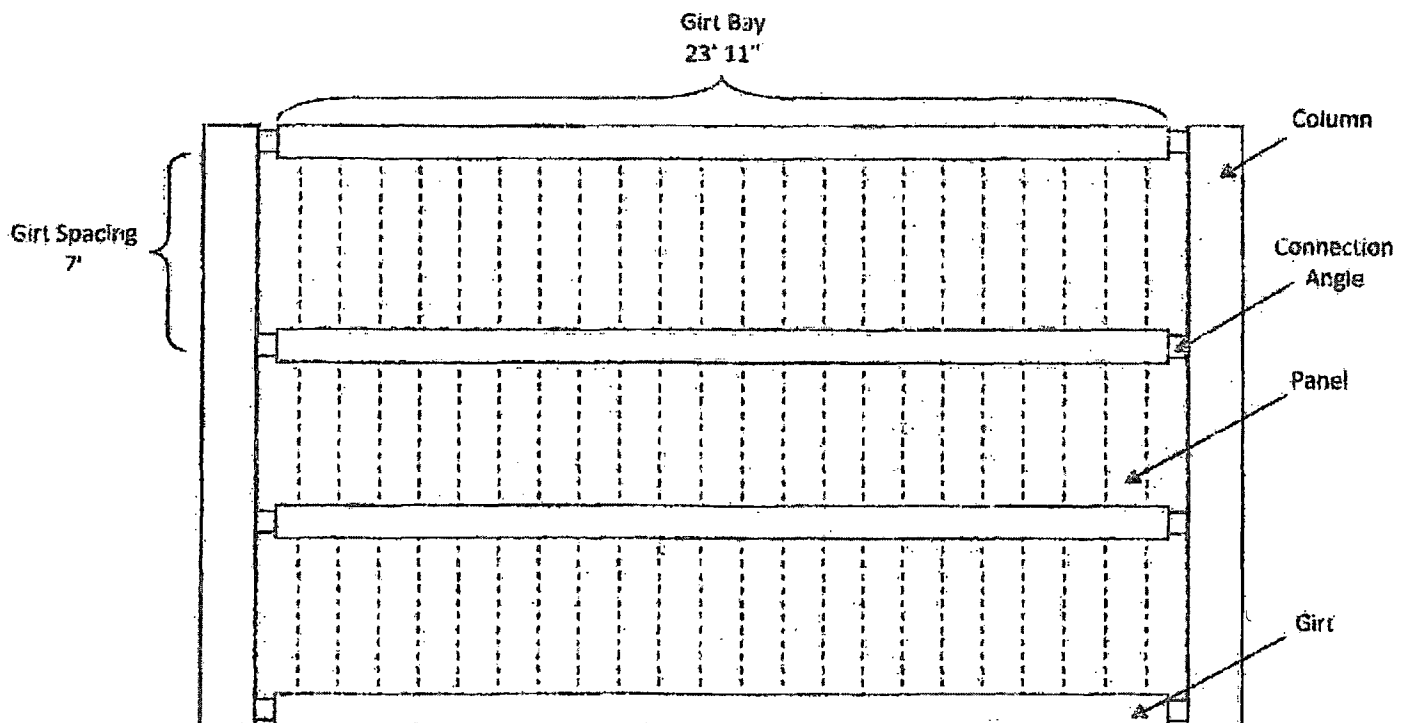 Girt Bay
23' 11"
Column
Girt Spacing
7'
Connection
Angle
Panel
Girt